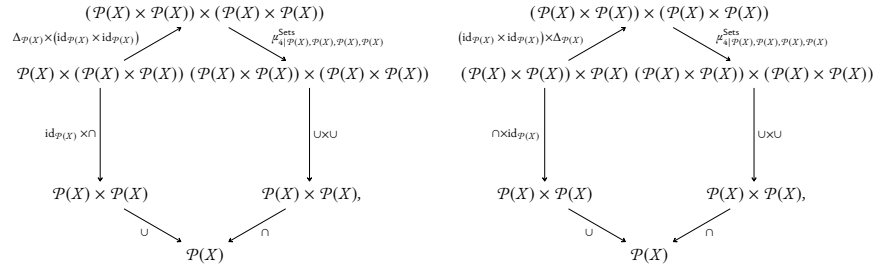 (𝒫(X) × 𝒫(X)) × (𝒫(X) × 𝒫(X))
Δ_{𝒫(X)}×(id_{𝒫(X)} × id_{𝒫(X)})
μ^{Sets}_{4|𝒫(X),𝒫(X),𝒫(X),𝒫(X)}
𝒫(X) × (𝒫(X) × 𝒫(X))
(𝒫(X) × 𝒫(X)) × (𝒫(X) × 𝒫(X))
id_{𝒫(X)} ×∩
∪×∪
𝒫(X) × 𝒫(X)
𝒫(X) × 𝒫(X),
∪
∩
𝒫(X)
(𝒫(X) × 𝒫(X)) × (𝒫(X) × 𝒫(X))
(id_{𝒫(X)} × id_{𝒫(X)})×Δ_{𝒫(X)}
μ^{Sets}_{4|𝒫(X),𝒫(X),𝒫(X),𝒫(X)}
(𝒫(X) × 𝒫(X)) × 𝒫(X)
(𝒫(X) × 𝒫(X)) × (𝒫(X) × 𝒫(X))
∩×id_{𝒫(X)}
∪×∪
𝒫(X) × 𝒫(X)
𝒫(X) × 𝒫(X),
∪
∩
𝒫(X)